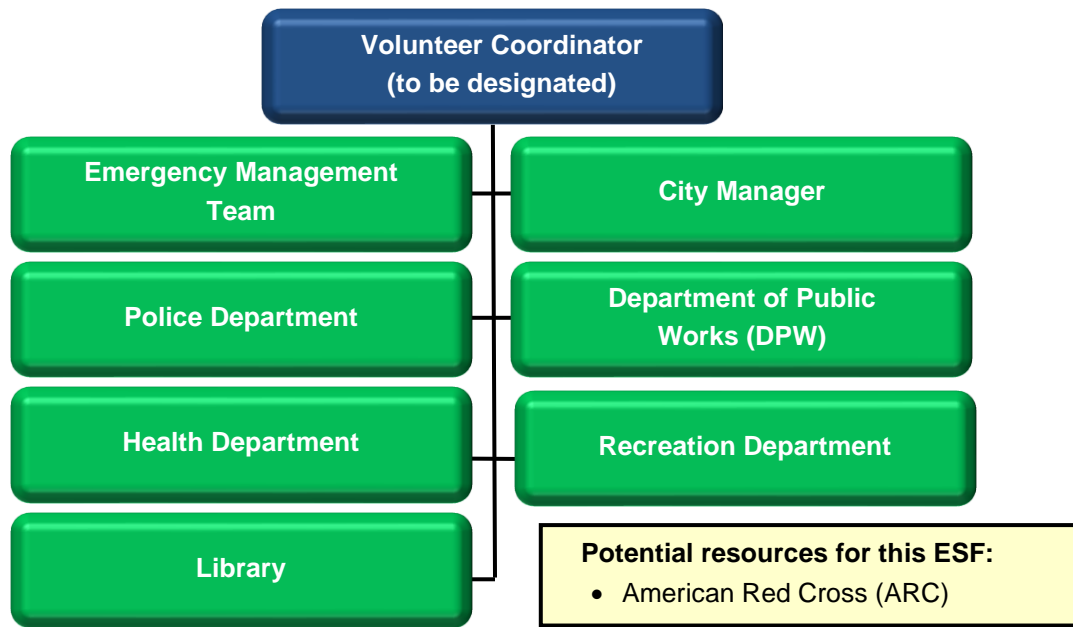 Volunteer Coordinator
(to be designated)
Emergency Management
Team
City Manager
Police Department
Department of Public
Works (DPW)
Health Department
Recreation Department
Library
Potential resources for this ESF:
• American Red Cross (ARC)